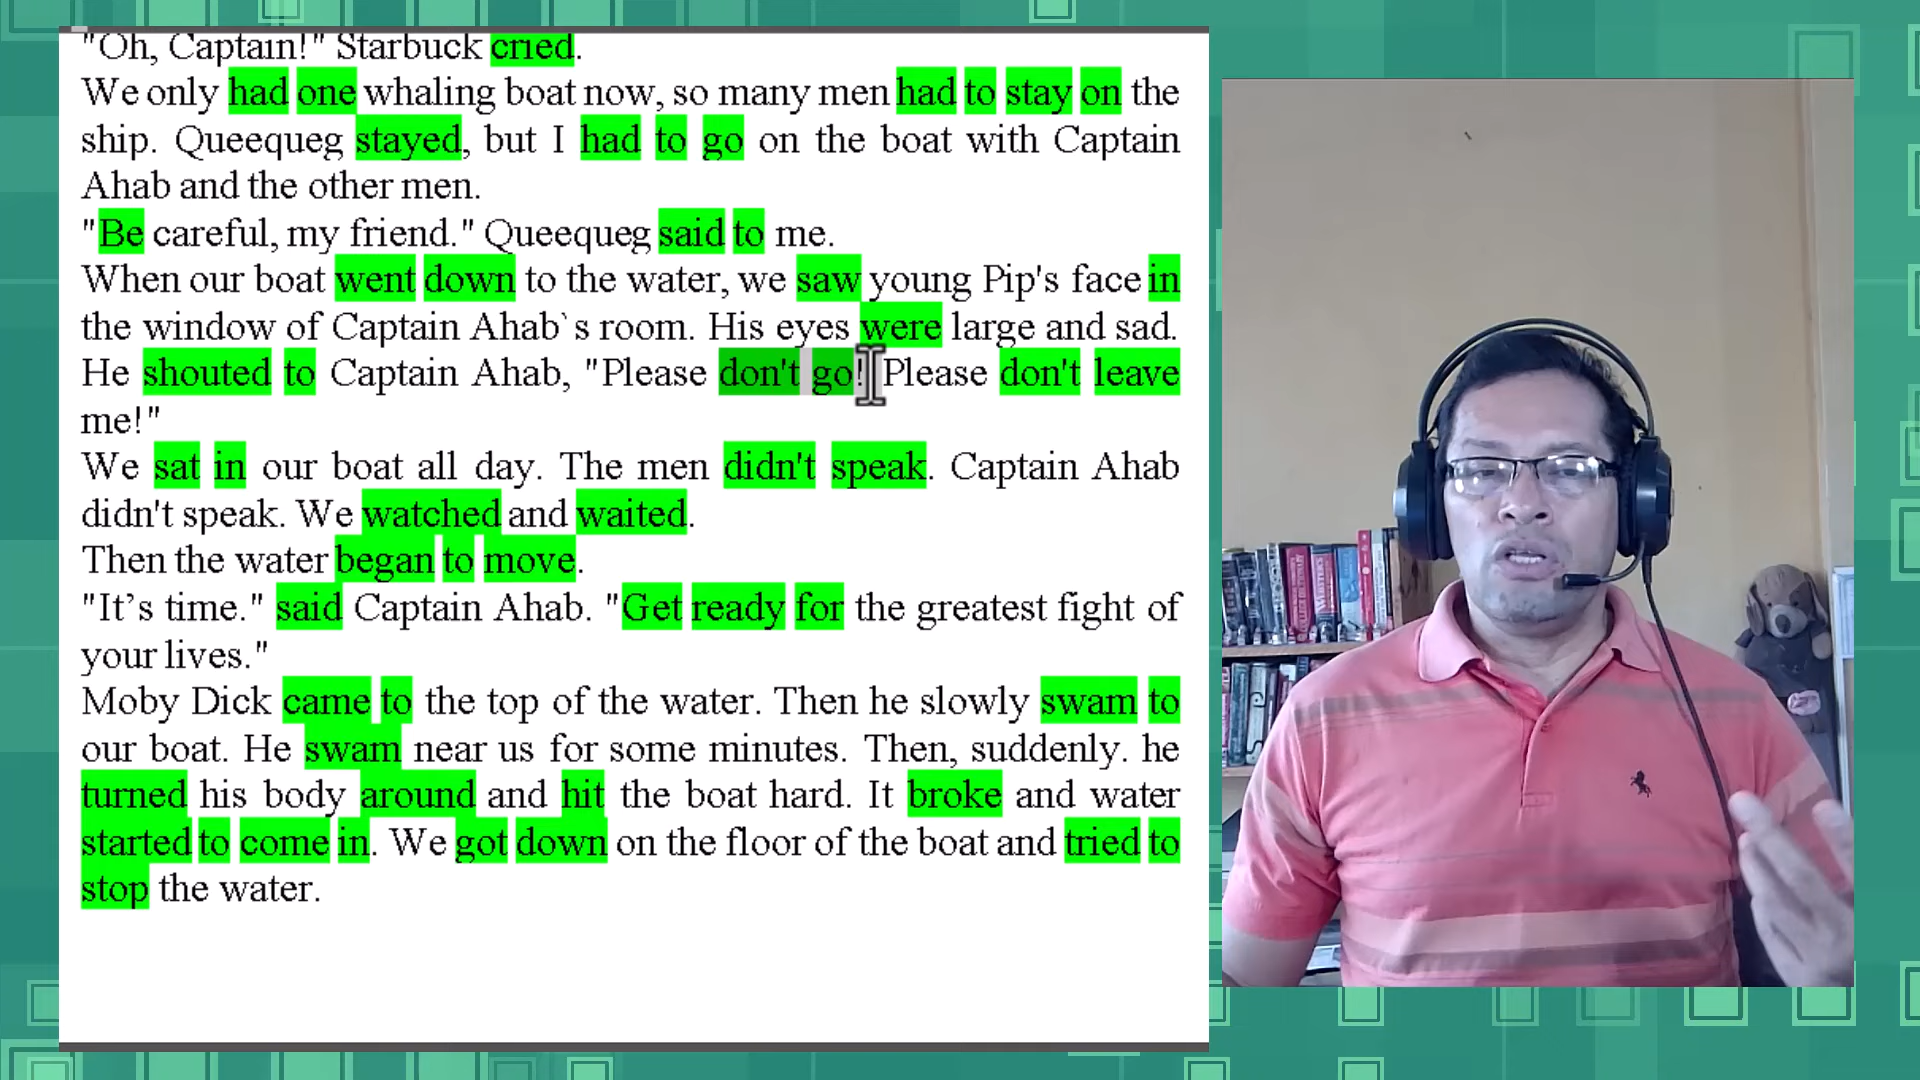 "Oh, Captain!" Starbuck cried.
We only had one whaling boat now, so many men had to stay on the
ship. Queequeg stayed, but I had to go on the boat with Captain
Ahab and the other men.
"Be careful, my friend." Queequeg said to me.
When our boat went down to the water, we saw young Pip's face in
the window of Captain Ahab`s room. His eyes were large and sad.
He shouted to Captain Ahab, "Please don't go! Please don't leave
me!"
We sat in our boat all day. The men didn't speak. Captain Ahab
didn't speak. We watched and waited.
Then the water began to move.
"It’s time." said Captain Ahab. "Get ready for the greatest fight of
your lives."
Moby Dick came to the top of the water. Then he slowly swam to
our boat. He swam near us for some minutes. Then, suddenly. he
turned his body around and hit the boat hard. It broke and water
started to come in. We got down on the floor of the boat and tried to
stop the water.